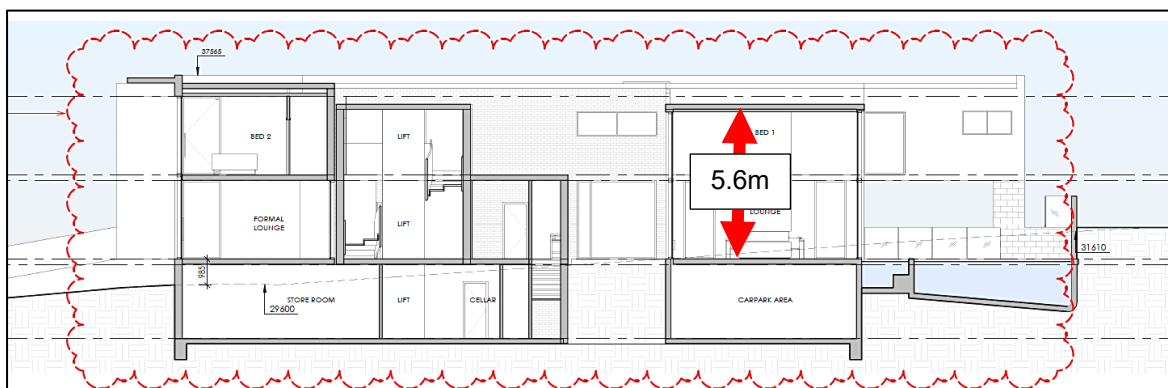 37565
BED 2
LIFT
BED 1
5.6m
FORMAL
LOUNGE
LIFT
LOUNGE
31610
985
29600
STORE ROOM
LIFT
CELLAR
CARPARK AREA